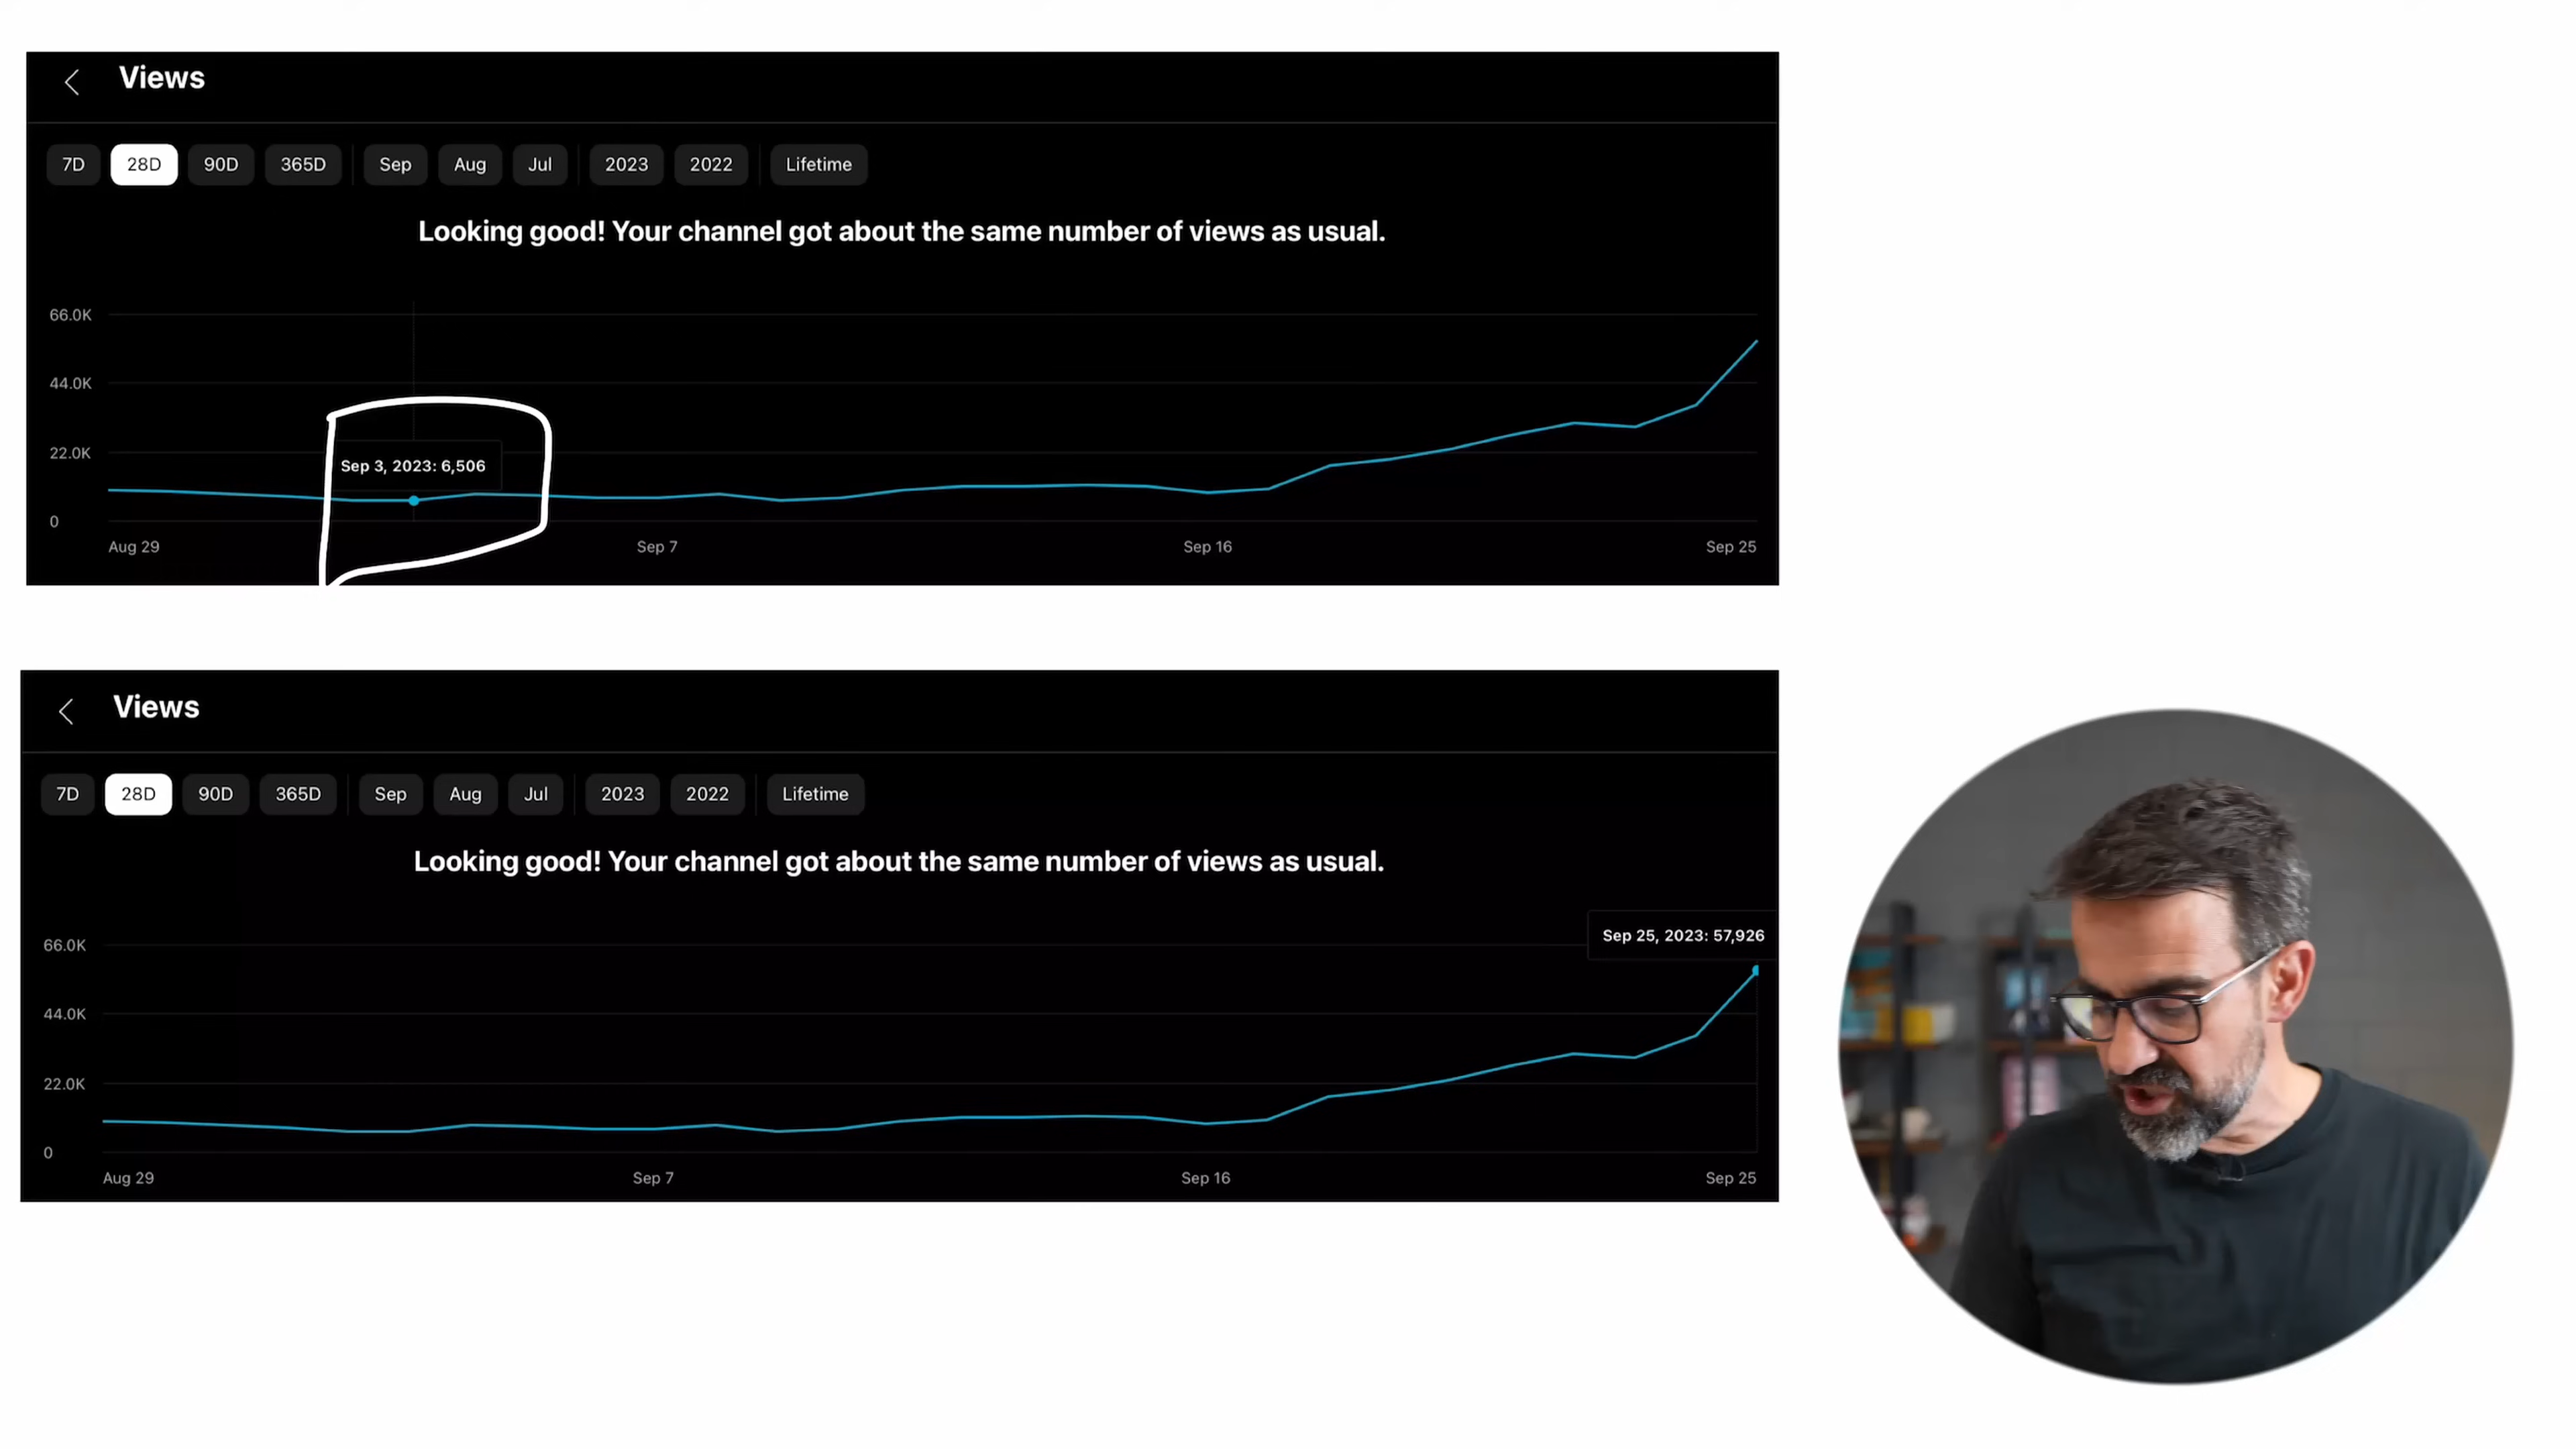 Views
7D 28D 90D 365D Sep Aug Jul 2023 2022 Lifetime
Looking good! Your channel got about the same number of views as usual.
66.0K
44.0K
22.0K
Sep 3, 2023: 6,506
0
Aug 29 Sep 7 Sep 16 Sep 25
Views
7D 28D 90D 365D Sep Aug Jul 2023 2022 Lifetime
Looking good! Your channel got about the same number of views as usual.
Sep 25, 2023: 57,926
66.0K
44.0K
22.0K
0
Aug 29 Sep 7 Sep 16 Sep 25